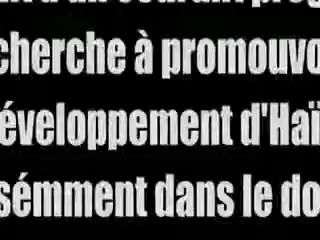 cherche à promouvo
éveloppement d'Haï
sémment dans le do